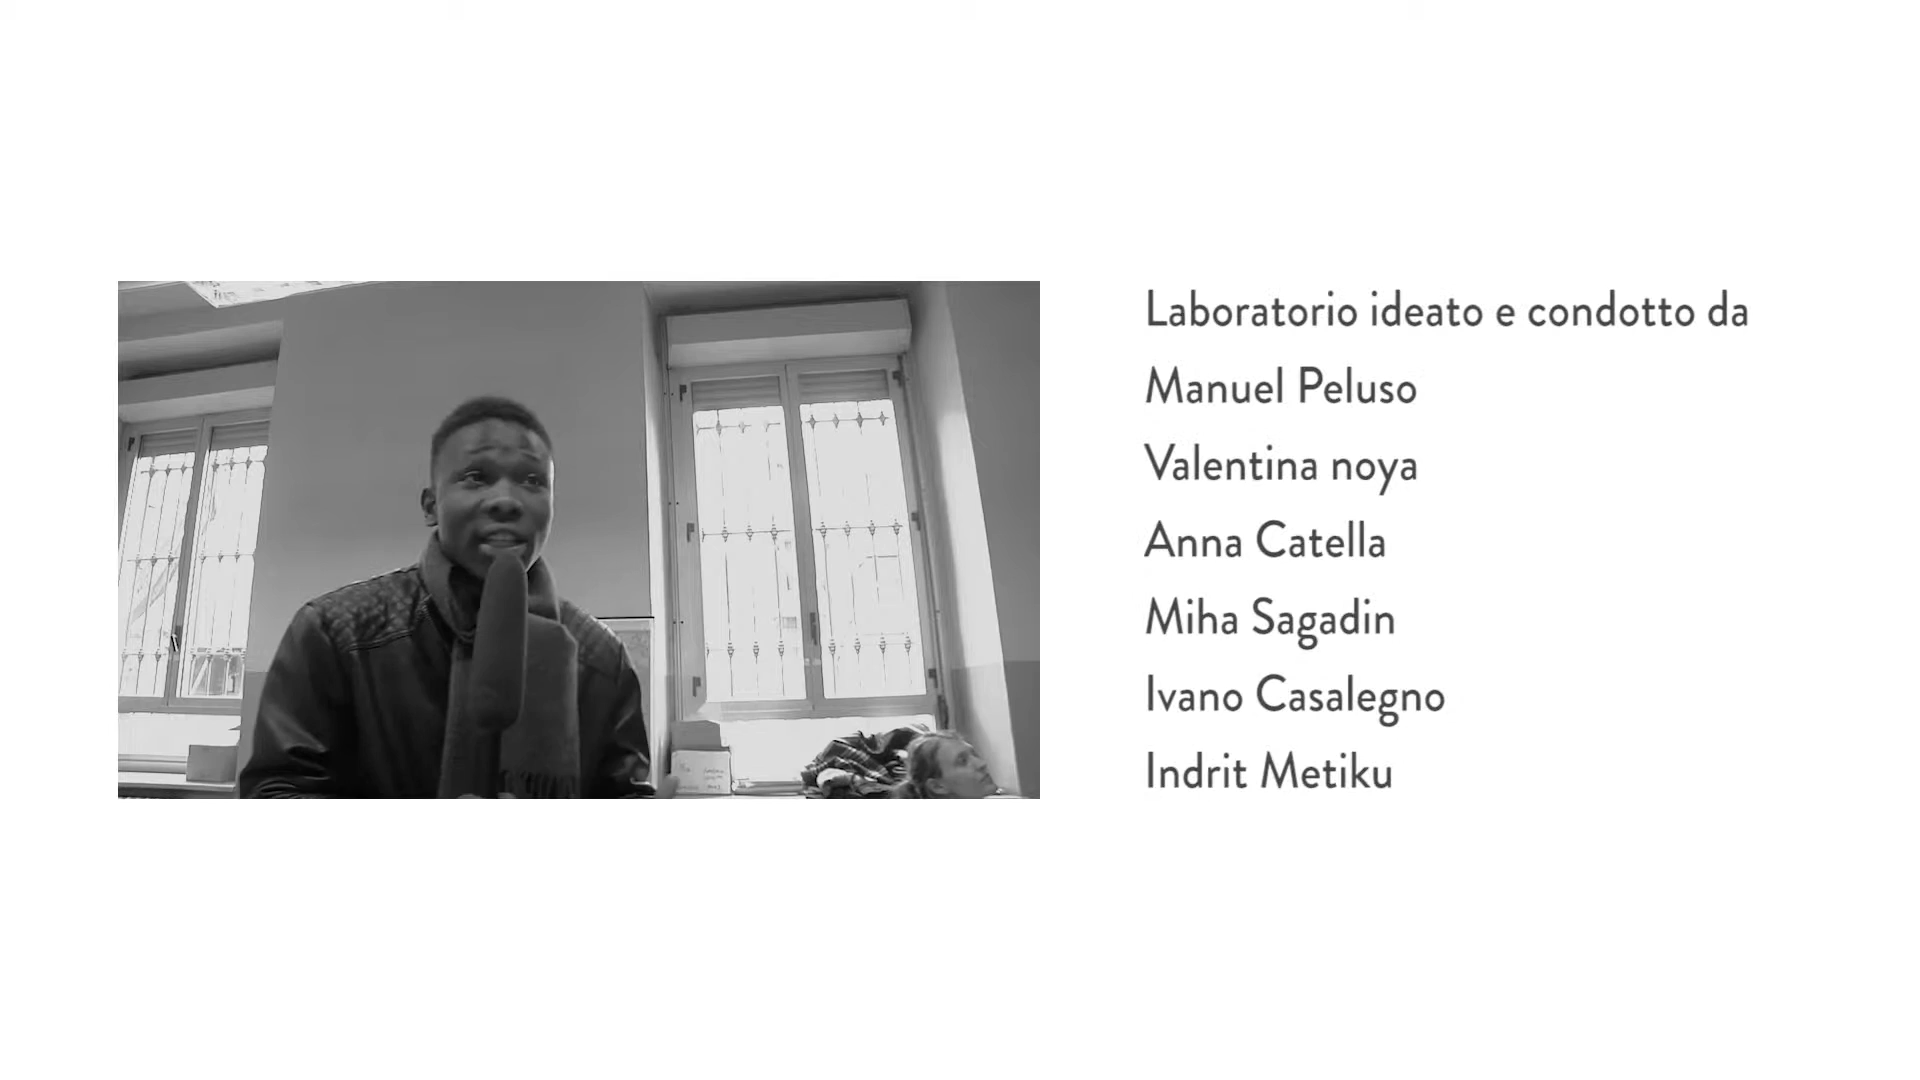 Laboratorio ideato e condotto da
Manuel Peluso
Valentina noya
Anna Catella
Miha Sagadin
Ivano Casalegno
Indrit Metiku